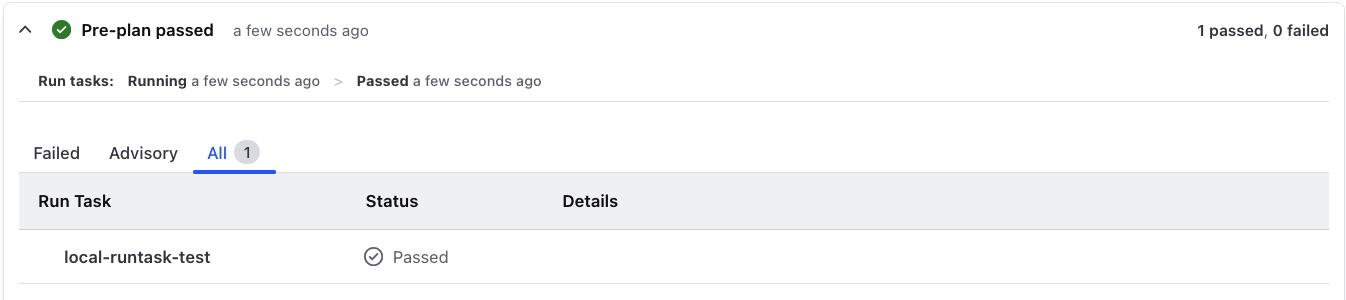 Pre-plan passed a few seconds ago 1 passed, 0 failed
Run tasks: Running a few seconds ago > Passed a few seconds ago
Failed Advisory All 1
Run Task Status Details
local-runtask-test Passed